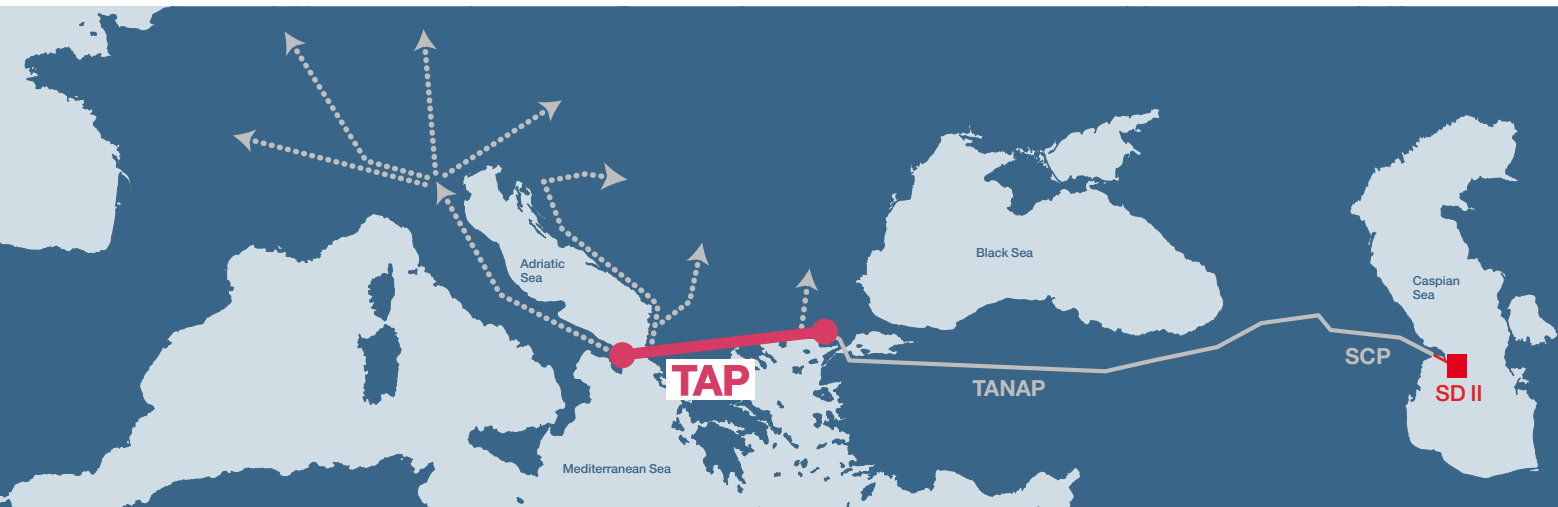 Adriatic
Sea
Black Sea
Caspian
Sea
TAP
TANAP
SCP
SD II
Mediterranean Sea